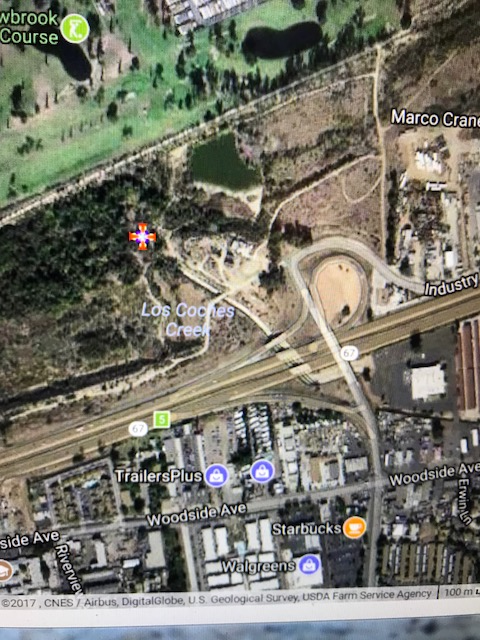 wbrook
Course
Marco Crane
Los Coches
Creek
Industry
67
67
S
TrailersPlus
Woodside Ave
Woodside Ave
side Ave
Erwin Ln
Riverview
Starbucks
Walgreens
©2017 , CNES / Airbus, DigitalGlobe, U.S. Geological Survey, USDA Farm Service Agency
100 m